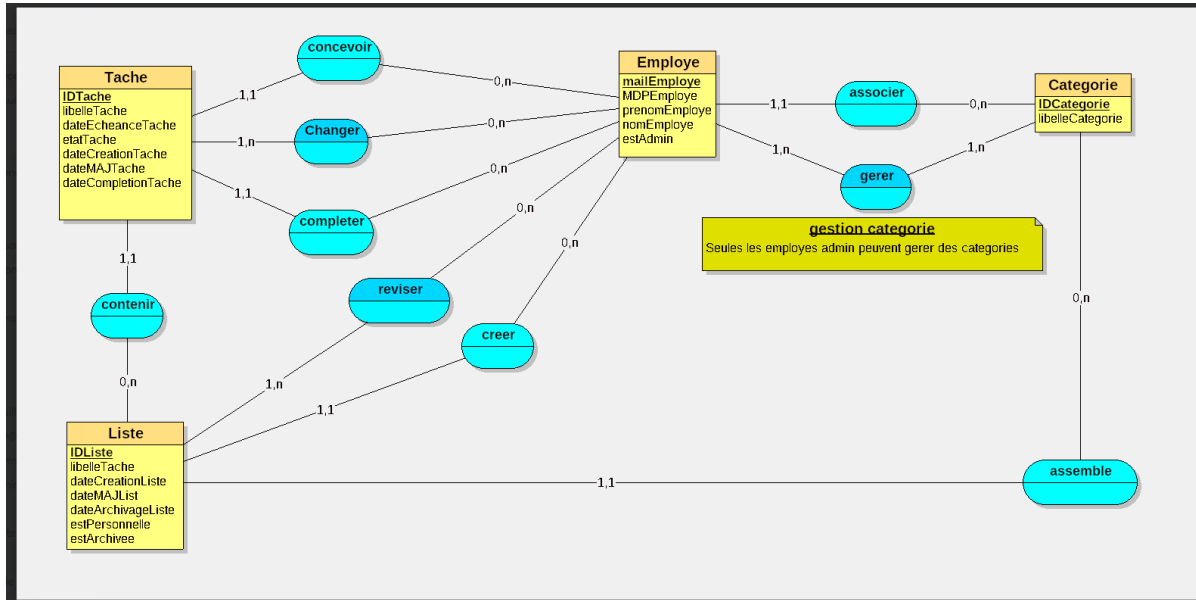 concevoir
Tache
IDTache
libelleTache
dateEcheanceTache
etatTache
dateCreationTache
dateMAJTache
dateCompletionTache
1,1
0,n
Changer
1,n
0,n
completer
1,1
0,n
Employe
mailEmploye
MDPEmploye
prenomEmploye
nomEmploye
estAdmin
associer
1,1
0,n
Categorie
IDCategorie
libelleCategorie
gerer
1,n
1,n
gestion categorie
Seules les employes admin peuvent gerer des categories
1,1
contenir
0,n
reviser
0,n
1,n
creer
0,n
1,1
0,n
Liste
IDListe
libelleTache
dateCreationListe
dateMAJList
dateArchivageListe
estPersonnelle
estArchivee
1,1
assemble